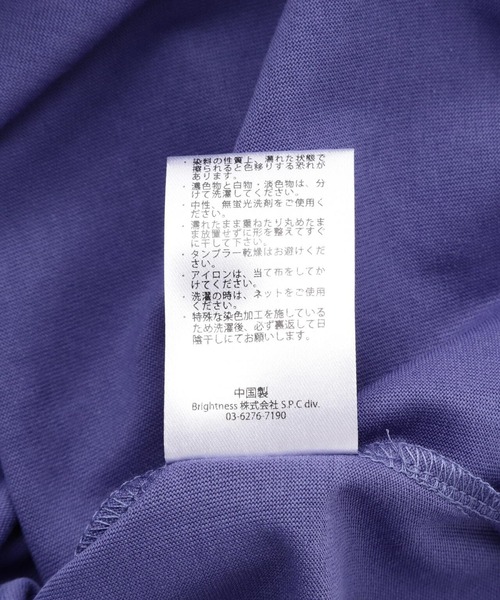 ・染料の性質上、濡れた状態で
擦られると色移りする恐れが
あります。
・濃色物と白物・淡色物は、分
けて洗濯してください。
・中性、無蛍光洗剤をご使用く
ださい。
・濡れたまま重ねたり丸めたま
ま放置せずに形を整えてすぐ
に干して下さい。
・タンブラー乾燥はお避けくだ
さい。
・アイロンは、当て布をしてか
けてください。
・洗濯の時は、ネットをご使用
ください。
・特殊な染色加工を施している
ため洗濯後、必ず裏返して日
陰干しにてお願いします。
中国製
Brightness 株式会社 S.P.C div.
03-6276-7190